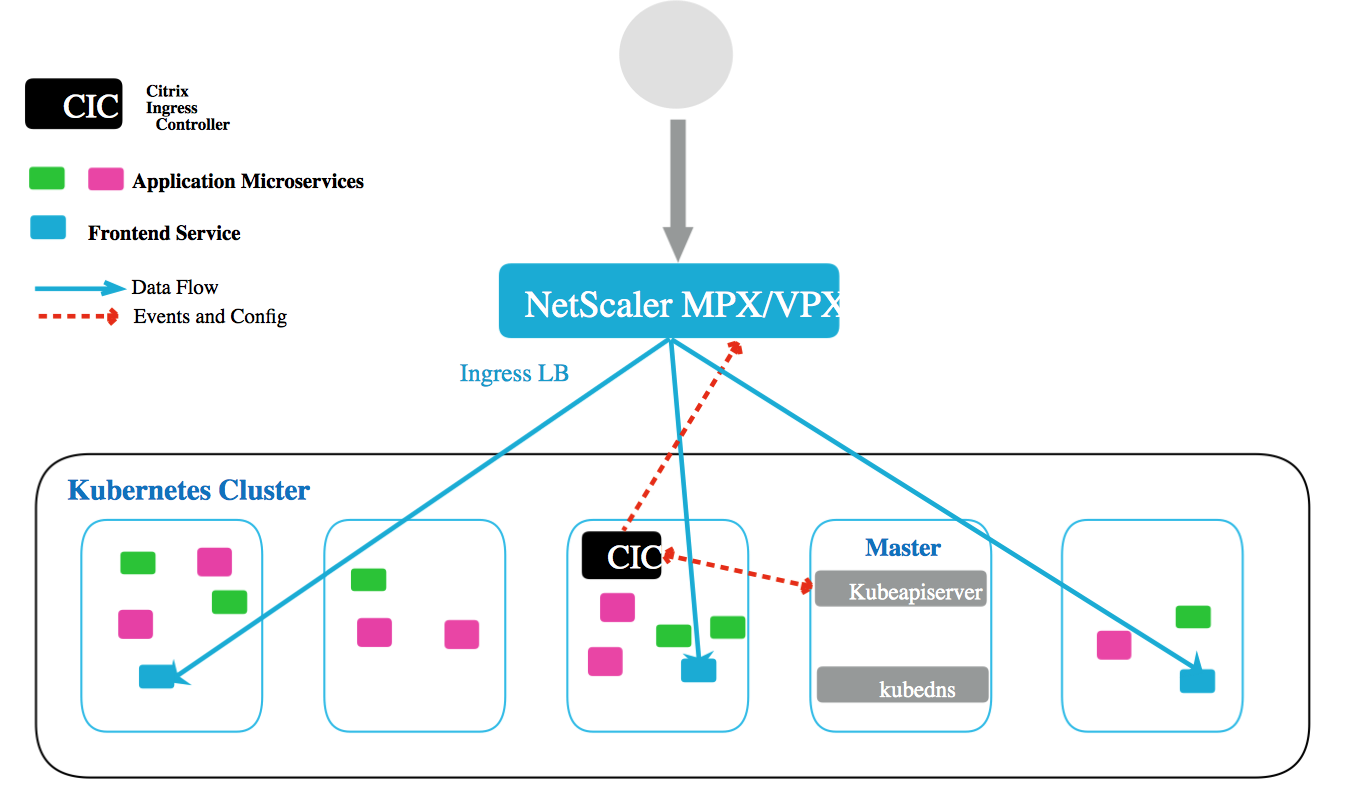 CIC
Citrix
Ingress
Controller
Application Microservices
Frontend Service
Data Flow
Events and Config
NetScaler MPX/VPX
Ingress LB
Kubernetes Cluster
CIC
Master
Kubeapiserver
kubedns